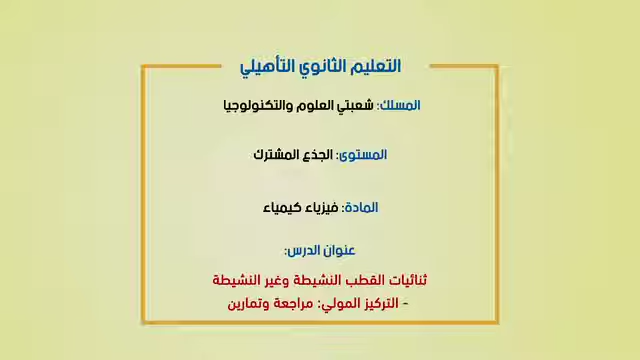 التعليم الثانوي التأهيلي
المسلك: شعبتي العلوم والتكنولوجيا
المستوى: الجذع المشترك
المادة: فيزياء كيمياء
عنوان الدرس:
ثنائيات القطب النشيطة وغير النشيطة
- التركيز المولي: مراجعة وتمارين